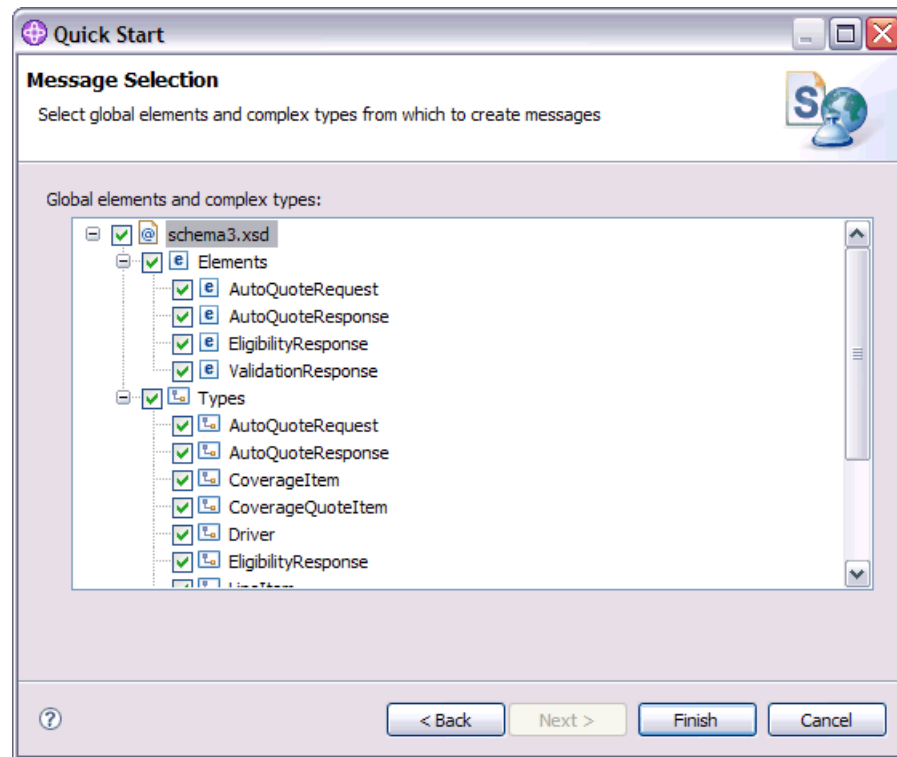 Quick Start
Message Selection
Select global elements and complex types from which to create messages
S
Global elements and complex types:
@ schema3.xsd
e Elements
e AutoQuoteRequest
e AutoQuoteResponse
e EligibilityResponse
e ValidationResponse
Types
AutoQuoteRequest
AutoQuoteResponse
CoverageItem
CoverageQuoteItem
Driver
EligibilityResponse
? < Back Next > Finish Cancel